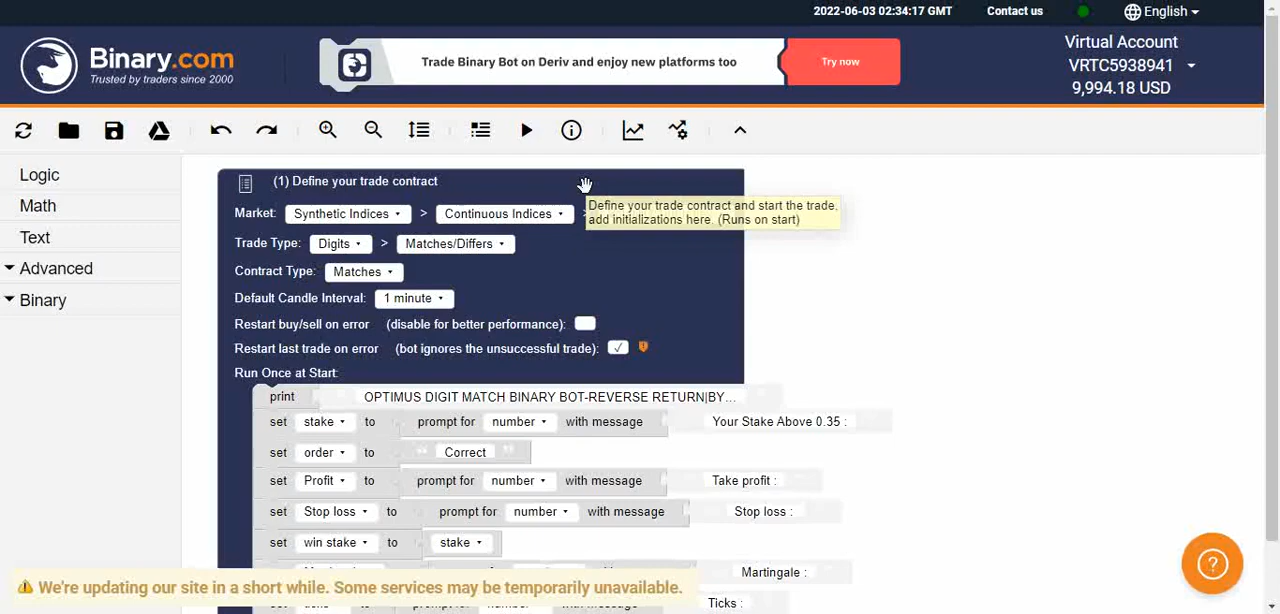 2022-06-03 02:34:17 GMT Contact us English
Binary.com
Trusted by traders since 2000
Trade Binary Bot on Deriv and enjoy new platforms too Try now
Virtual Account
VRTC5938941
9,994.18 USD
Logic
Math
Text
Advanced
Binary
(1) Define your trade contract
Market: Synthetic Indices > Continuous Indices >
Define your trade contract and start the trade,
add initializations here. (Runs on start)
Trade Type: Digits > Matches/Differs
Contract Type: Matches
Default Candle Interval: 1 minute
Restart buy/sell on error (disable for better performance):
Restart last trade on error (bot ignores the unsuccessful trade): ✓
Run Once at Start:
print OPTIMUS DIGIT MATCH BINARY BOT-REVERSE RETURN|BY...
set stake to prompt for number with message Your Stake Above 0.35 :
set order to “ Correct ”
set Profit to prompt for number with message Take profit :
set Stop loss to prompt for number with message Stop loss :
set win stake to stake
Martingale :
We're updating our site in a short while. Some services may be temporarily unavailable.
Ticks :